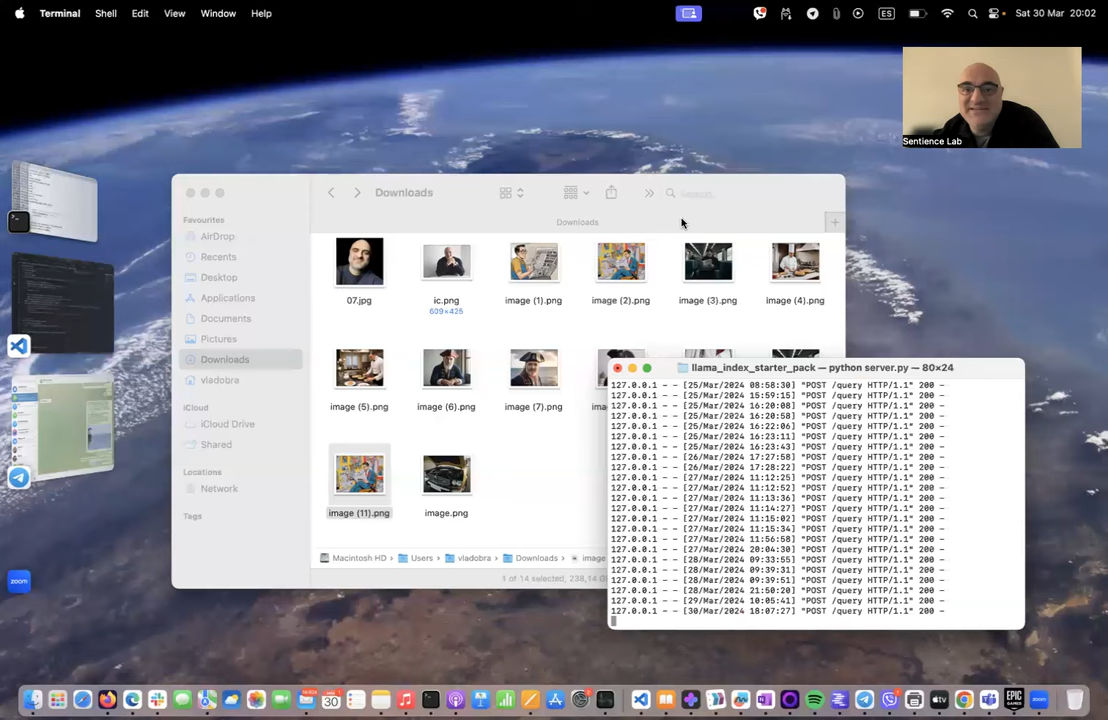 Terminal Shell Edit View Window Help
ES Sat 30 Mar 20:02
Sentience Lab
Downloads
Search
Downloads
Favourites
AirDrop
Recents
Desktop
Applications
Documents
Pictures
Downloads
vladobra
iCloud
iCloud Drive
Shared
Locations
Network
Tags
07.jpg ic.png image (1).png image (2).png image (3).png image (4).png
609×425
image (5).png image (6).png image (7).png
image (11).png image.png
Macintosh HD › Users › vladobra › Downloads › image
1 of 14 selected, 238,14 G
llama_index_starter_pack — python server.py — 80×24
127.0.0.1 - - [25/Mar/2024 08:58:30] "POST /query HTTP/1.1" 200 -
127.0.0.1 - - [25/Mar/2024 15:59:15] "POST /query HTTP/1.1" 200 -
127.0.0.1 - - [25/Mar/2024 16:20:08] "POST /query HTTP/1.1" 200 -
127.0.0.1 - - [25/Mar/2024 16:20:58] "POST /query HTTP/1.1" 200 -
127.0.0.1 - - [25/Mar/2024 16:22:06] "POST /query HTTP/1.1" 200 -
127.0.0.1 - - [25/Mar/2024 16:23:11] "POST /query HTTP/1.1" 200 -
127.0.0.1 - - [25/Mar/2024 16:23:43] "POST /query HTTP/1.1" 200 -
127.0.0.1 - - [26/Mar/2024 17:27:58] "POST /query HTTP/1.1" 200 -
127.0.0.1 - - [26/Mar/2024 17:28:22] "POST /query HTTP/1.1" 200 -
127.0.0.1 - - [27/Mar/2024 11:12:25] "POST /query HTTP/1.1" 200 -
127.0.0.1 - - [27/Mar/2024 11:12:52] "POST /query HTTP/1.1" 200 -
127.0.0.1 - - [27/Mar/2024 11:13:36] "POST /query HTTP/1.1" 200 -
127.0.0.1 - - [27/Mar/2024 11:14:27] "POST /query HTTP/1.1" 200 -
127.0.0.1 - - [27/Mar/2024 11:15:02] "POST /query HTTP/1.1" 200 -
127.0.0.1 - - [27/Mar/2024 11:15:34] "POST /query HTTP/1.1" 200 -
127.0.0.1 - - [27/Mar/2024 11:56:58] "POST /query HTTP/1.1" 200 -
127.0.0.1 - - [27/Mar/2024 20:04:30] "POST /query HTTP/1.1" 200 -
127.0.0.1 - - [28/Mar/2024 09:33:55] "POST /query HTTP/1.1" 200 -
127.0.0.1 - - [28/Mar/2024 09:39:31] "POST /query HTTP/1.1" 200 -
127.0.0.1 - - [28/Mar/2024 09:39:51] "POST /query HTTP/1.1" 200 -
127.0.0.1 - - [28/Mar/2024 21:50:20] "POST /query HTTP/1.1" 200 -
127.0.0.1 - - [29/Mar/2024 10:05:41] "POST /query HTTP/1.1" 200 -
127.0.0.1 - - [30/Mar/2024 18:07:27] "POST /query HTTP/1.1" 200 -
zoom
30
EPIC
GAMES
zoom